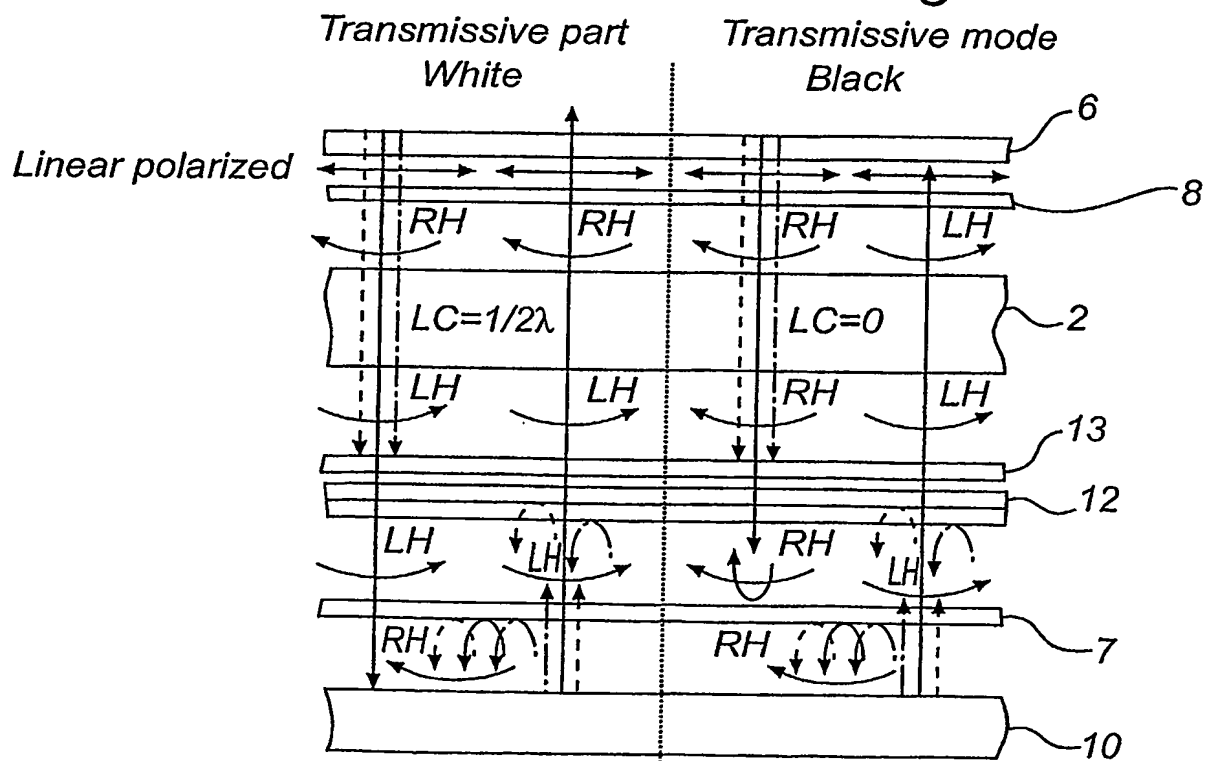 Transmissive part
White
Transmissive mode
Black
6
Linear polarized
8
RH
RH
RH
LH
LC=1/2λ
LC=0
2
LH
LH
RH
LH
13
12
LH
LH
RH
LH
7
RH
RH
10